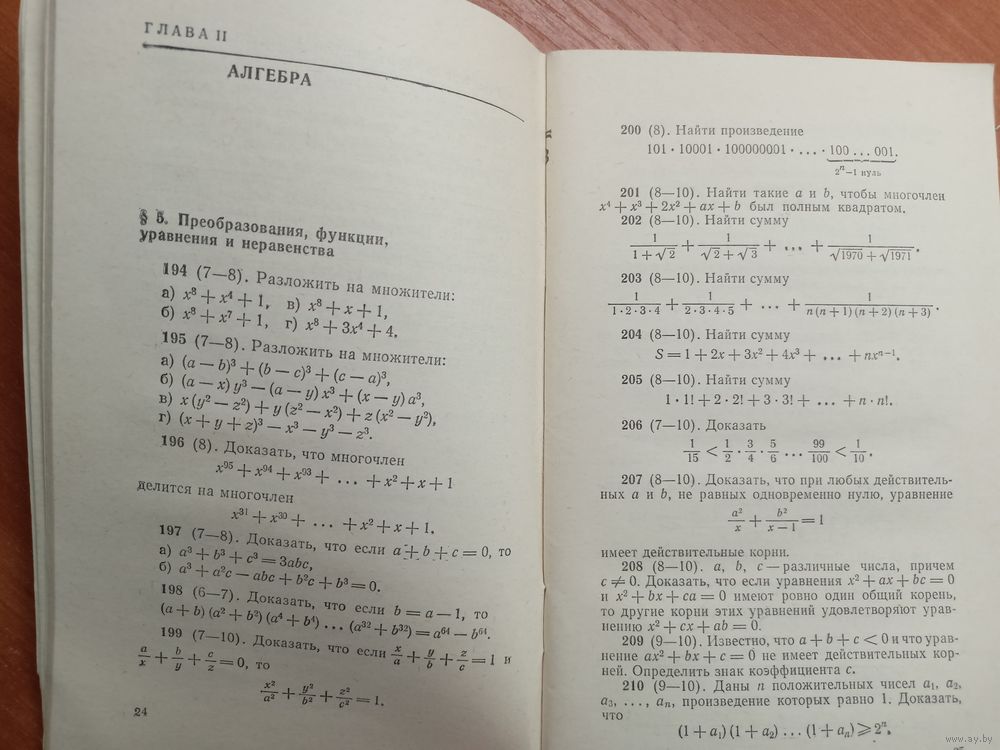 ГЛАВА II
АЛГЕБРА
§ 5. Преобразования, функции,
уравнения и неравенства
194 (7—8). Разложить на множители:
а) x⁸ + x⁴ + 1, в) x⁸ + x + 1,
б) x⁸ + x⁷ + 1, г) x⁸ + 3x⁴ + 4.
195 (7—8). Разложить на множители:
а) (a — b)³ + (b — c)³ + (c — a)³,
б) (a — x) y³ — (a — y) x³ + (x — y) a³,
в) x (y² — z²) + y (z² — x²) + z (x² — y²),
г) (x + y + z)³ — x³ — y³ — z³.
196 (8). Доказать, что многочлен
x⁹⁵ + x⁹⁴ + x⁹³ + ... + x² + x + 1
делится на многочлен
x³¹ + x³⁰ + ... + x² + x + 1.
197 (7—8). Доказать, что если a + b + c = 0, то
а) a³ + b³ + c³ = 3abc,
б) a³ + a²c — abc + b²c + b³ = 0.
198 (6—7). Доказать, что если b = a — 1, то
(a + b) (a² + b²) (a⁴ + b⁴) ... (a³² + b³²) = a⁶⁴ — b⁶⁴.
199 (7—10). Доказать, что если x/a + y/b + z/c = 1 и
a/x + b/y + c/z = 0, то
x²/a² + y²/b² + z²/c² = 1.
24
200 (8). Найти произведение
101 · 10001 · 100000001 · ... · 100 ... 001.
2ⁿ—1 нуль
201 (8—10). Найти такие a и b, чтобы многочлен
x⁴ + x³ + 2x² + ax + b был полным квадратом.
202 (8—10). Найти сумму
1/(1 + √2) + 1/(√2 + √3) + ... + 1/(√1970 + √1971).
203 (8—10). Найти сумму
1/(1·2·3·4) + 1/(2·3·4·5) + ... + 1/(n (n + 1) (n + 2) (n + 3)).
204 (8—10). Найти сумму
S = 1 + 2x + 3x² + 4x³ + ... + nxⁿ⁻¹.
205 (8—10). Найти сумму
1 · 1! + 2 · 2! + 3 · 3! + ... + n · n!.
206 (7—10). Доказать
1/15 < 1/2 · 3/4 · 5/6 ... 99/100 < 1/10.
207 (8—10). Доказать, что при любых действитель-
ных a и b, не равных одновременно нулю, уравнение
a²/x + b²/(x — 1) = 1
имеет действительные корни.
208 (8—10). a, b, c — различные числа, причем
c ≠ 0. Доказать, что если уравнения x² + ax + bc = 0
и x² + bx + ca = 0 имеют ровно один общий корень,
то другие корни этих уравнений удовлетворяют урав-
нению x² + cx + ab = 0.
209 (9—10). Известно, что a + b + c < 0 и что урав-
нение ax² + bx + c = 0 не имеет действительных кор-
ней. Определить знак коэффициента c.
210 (9—10). Даны n положительных чисел a₁, a₂,
a₃, ..., aₙ, произведение которых равно 1. Доказать,
что
(1 + a₁) (1 + a₂) ... (1 + aₙ) ⩾ 2ⁿ.
www.ay.by